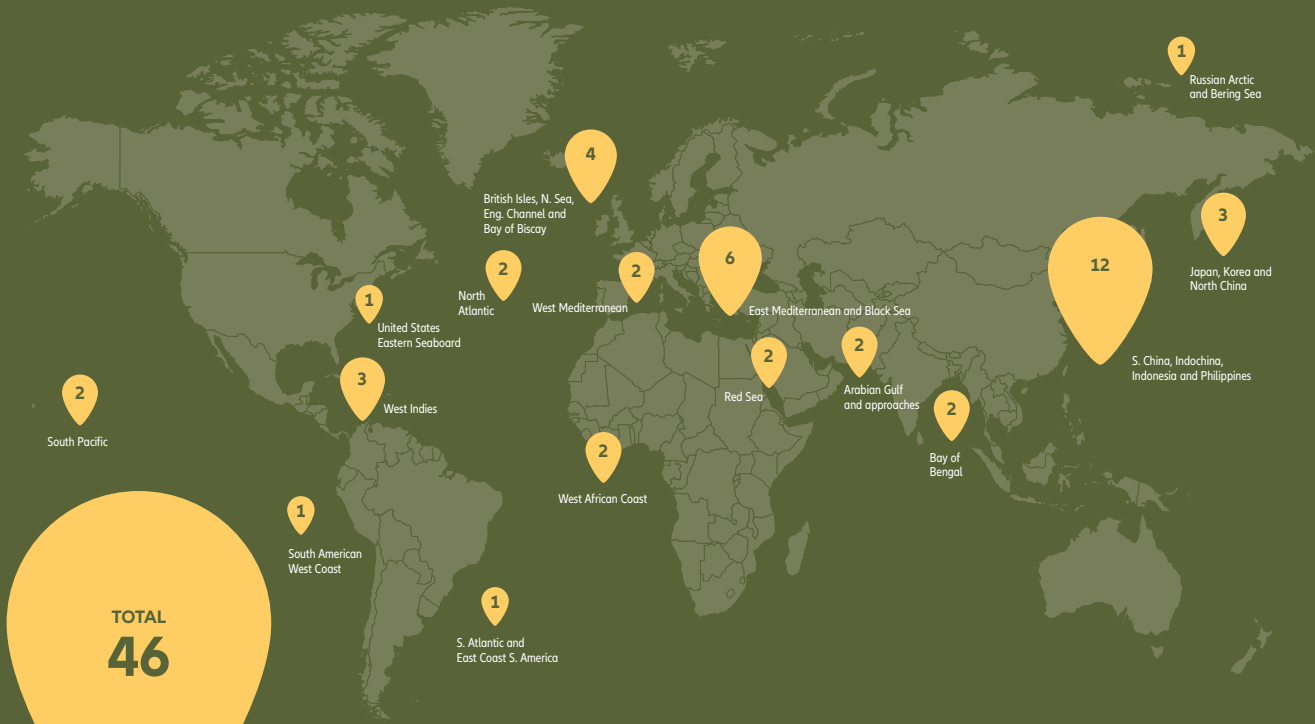 1
Russian Arctic
and Bering Sea
4
British Isles, N. Sea,
Eng. Channel and
Bay of Biscay
3
Japan, Korea and
North China
12
S. China, Indochina,
Indonesia and Philippines
6
East Mediterranean and Black Sea
2
North
Atlantic
2
West Mediterranean
1
United States
Eastern Seaboard
2
Red Sea
2
Arabian Gulf
and approaches
3
West Indies
2
South Pacific
2
Bay of
Bengal
2
West African Coast
1
South American
West Coast
1
S. Atlantic and
East Coast S. America
TOTAL
46